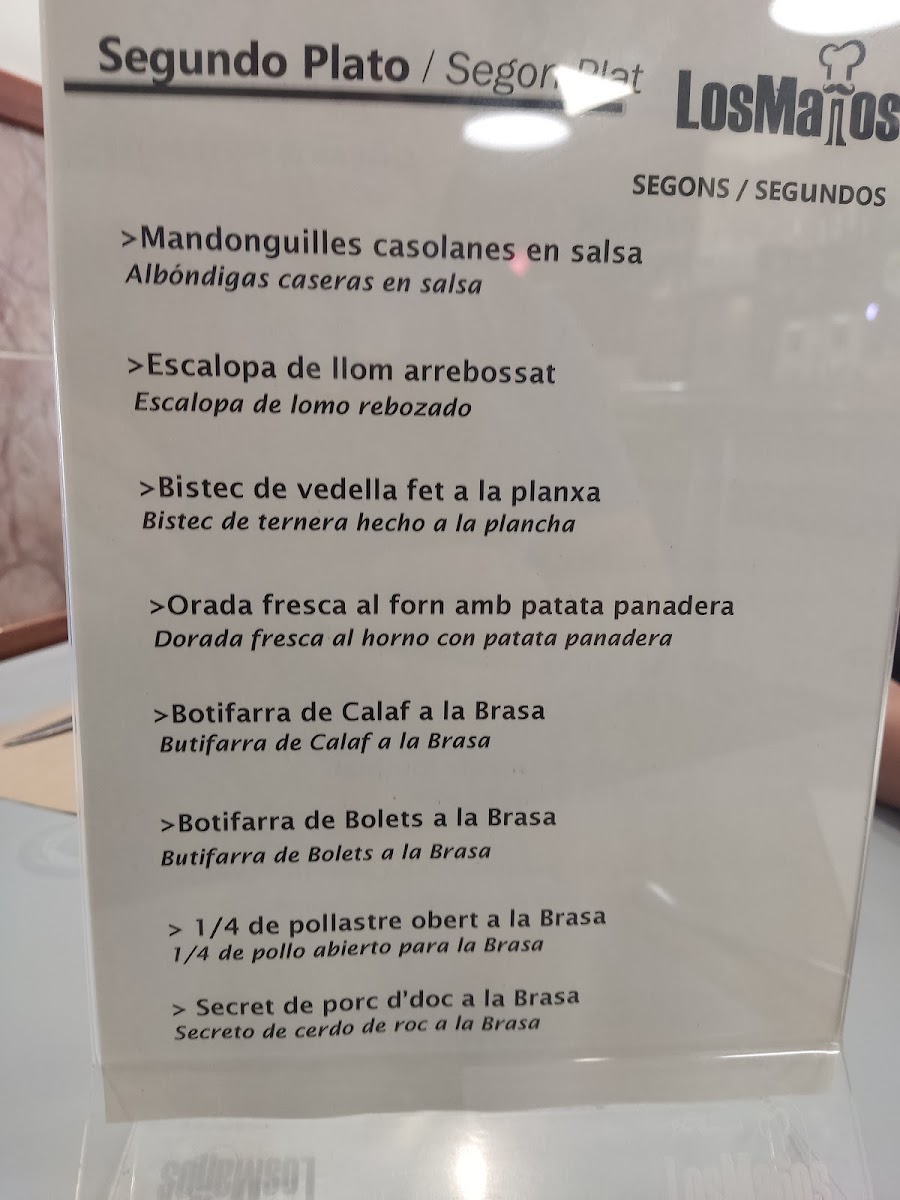 Segundo Plato / Segon Plat
LosMaños
SEGONS / SEGUNDOS
>Mandonguilles casolanes en salsa
Albóndigas caseras en salsa
>Escalopa de llom arrebossat
Escalopa de lomo rebozado
>Bistec de vedella fet a la planxa
Bistec de ternera hecho a la plancha
>Orada fresca al forn amb patata panadera
Dorada fresca al horno con patata panadera
>Botifarra de Calaf a la Brasa
Butifarra de Calaf a la Brasa
>Botifarra de Bolets a la Brasa
Butifarra de Bolets a la Brasa
> 1/4 de pollastre obert a la Brasa
1/4 de pollo abierto para la Brasa
> Secret de porc d'doc a la Brasa
Secreto de cerdo de roc a la Brasa